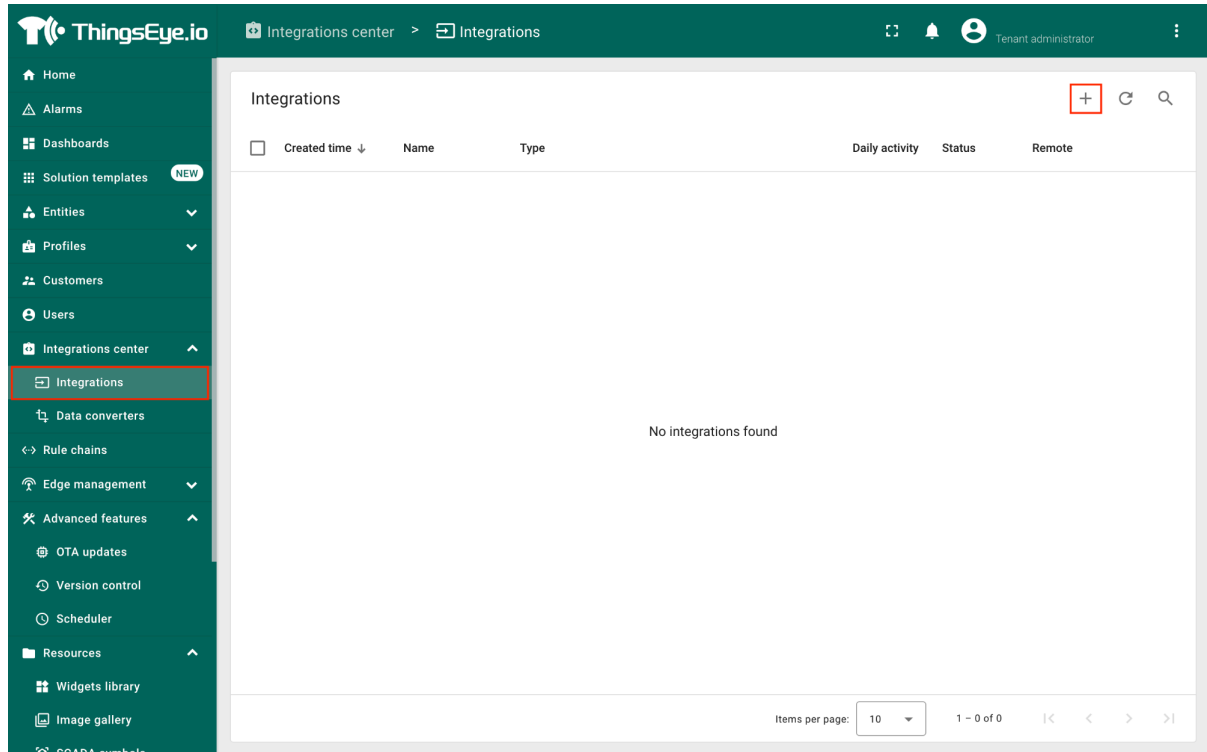 ThingsEye.io
Integrations center > Integrations
Tenant administrator
Home
Alarms
Dashboards
Solution templates NEW
Entities
Profiles
Customers
Users
Integrations center
Integrations
Data converters
Rule chains
Edge management
Advanced features
OTA updates
Version control
Scheduler
Resources
Widgets library
Image gallery
SCADA symbols
Integrations
Created time Name Type Daily activity Status Remote
No integrations found
Items per page: 10 1 – 0 of 0